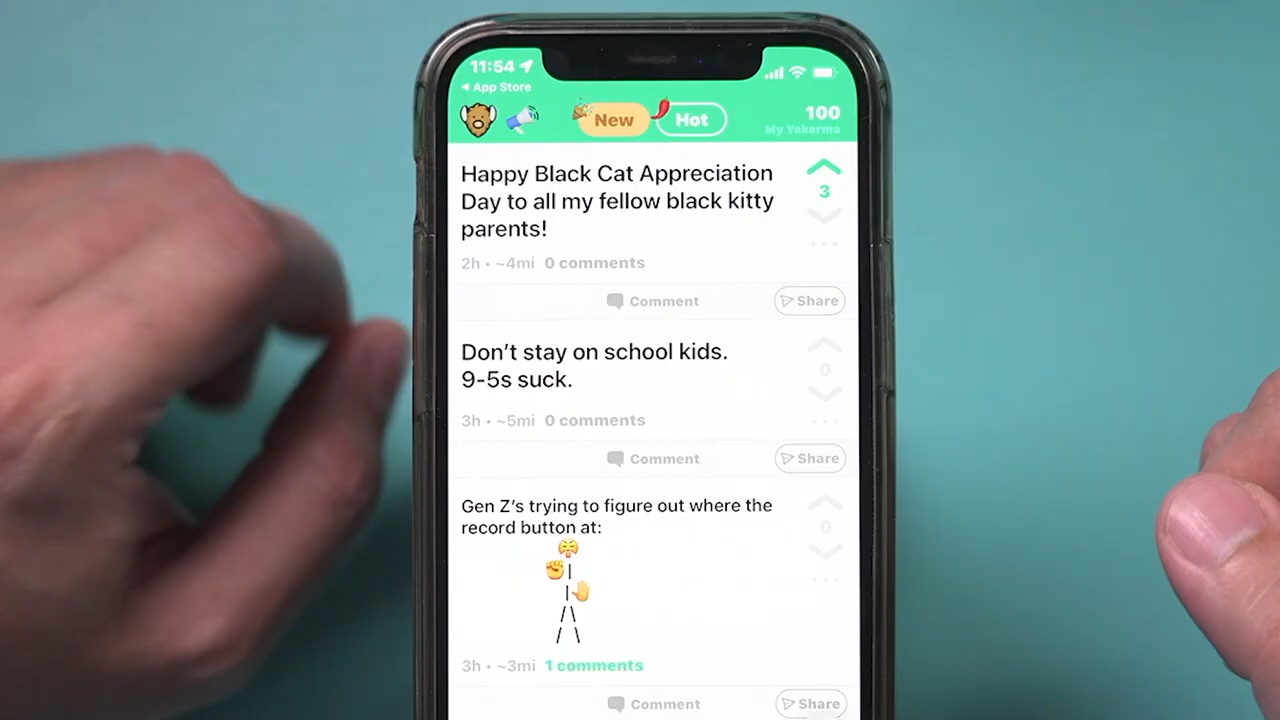 11:54
◂ App Store
New
Hot
100
My Yakarma
Happy Black Cat Appreciation
Day to all my fellow black kitty
parents!
3
2h • ~4mi 0 comments
Comment
Share
Don't stay on school kids.
9-5s suck.
0
3h • ~5mi 0 comments
Comment
Share
Gen Z's trying to figure out where the
record button at:
0
3h • ~3mi 1 comments
Comment
Share